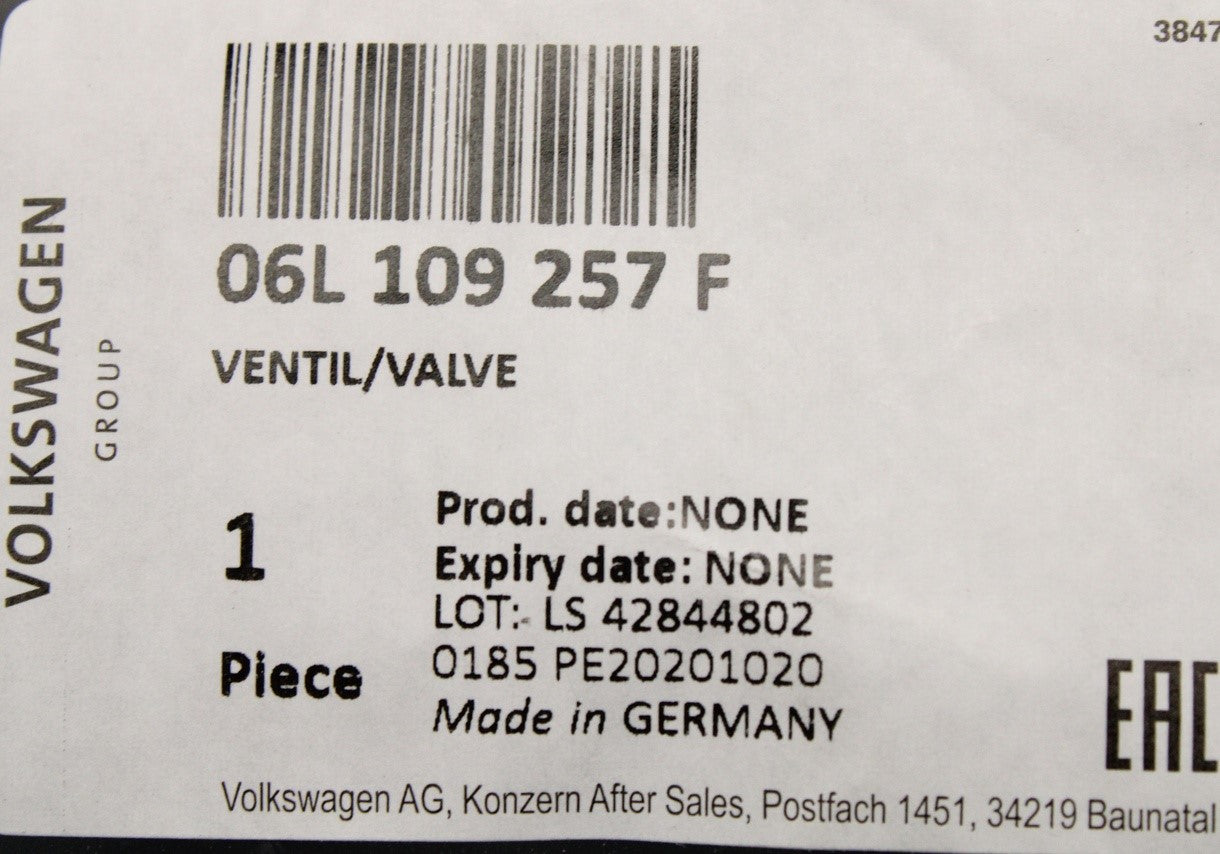 3847
VOLKSWAGEN
GROUP
06L 109 257 F
VENTIL/VALVE
1
Piece
Prod. date:NONE
Expiry date: NONE
LOT: LS 42844802
0185 PE20201020
Made in GERMANY
EAC
Volkswagen AG, Konzern After Sales, Postfach 1451, 34219 Baunatal